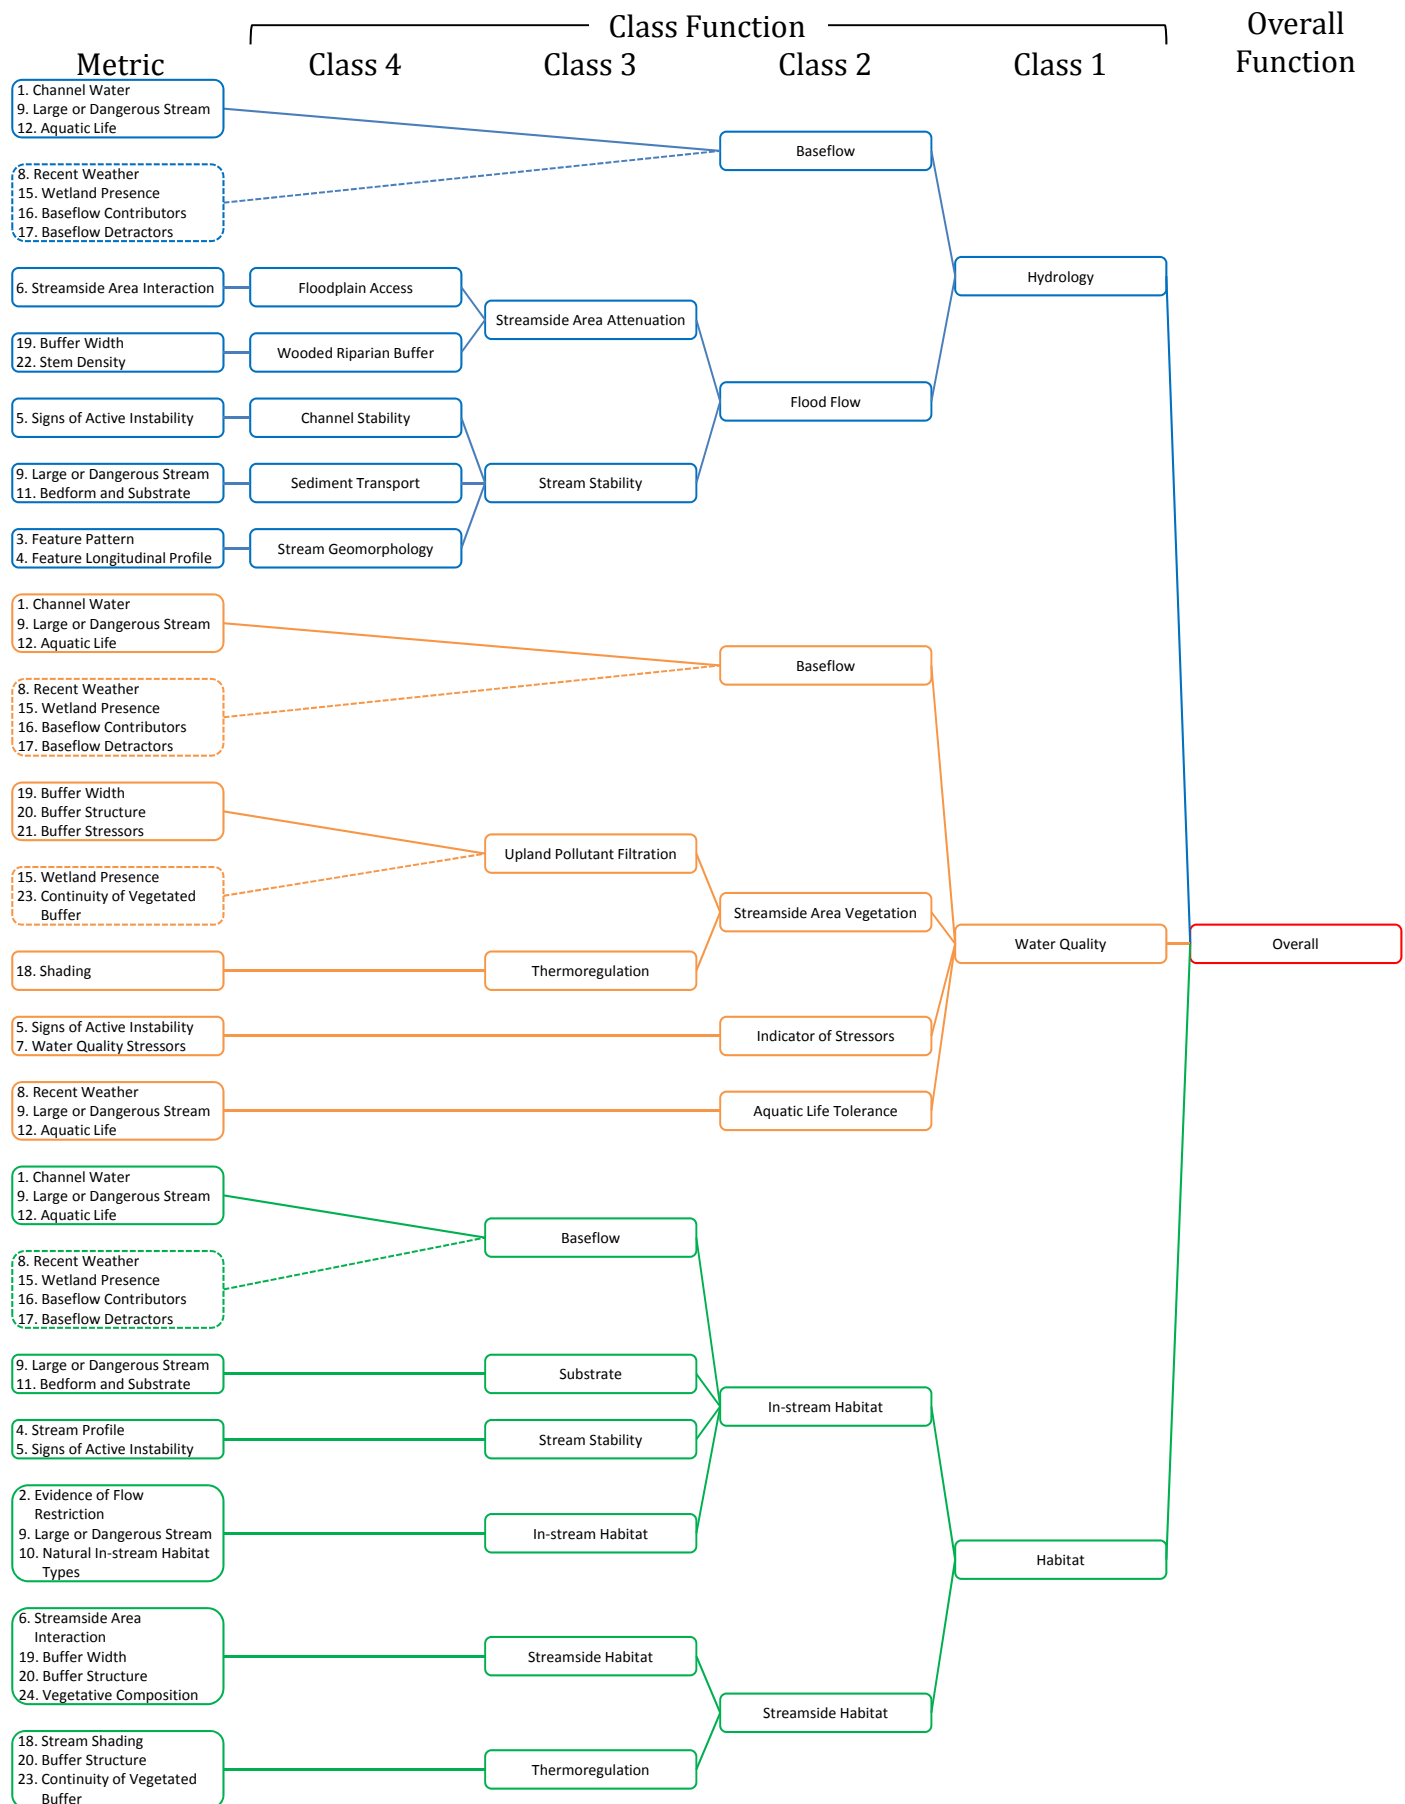 Class Function
Overall
Function
Metric
Class 4
Class 3
Class 2
Class 1
1. Channel Water
9. Large or Dangerous Stream
12. Aquatic Life
Baseflow
8. Recent Weather
15. Wetland Presence
16. Baseflow Contributors
17. Baseflow Detractors
Hydrology
6. Streamside Area Interaction
Floodplain Access
Streamside Area Attenuation
19. Buffer Width
22. Stem Density
Wooded Riparian Buffer
Flood Flow
5. Signs of Active Instability
Channel Stability
9. Large or Dangerous Stream
11. Bedform and Substrate
Sediment Transport
Stream Stability
3. Feature Pattern
4. Feature Longitudinal Profile
Stream Geomorphology
1. Channel Water
9. Large or Dangerous Stream
12. Aquatic Life
Baseflow
8. Recent Weather
15. Wetland Presence
16. Baseflow Contributors
17. Baseflow Detractors
19. Buffer Width
20. Buffer Structure
21. Buffer Stressors
Upland Pollutant Filtration
15. Wetland Presence
23. Continuity of Vegetated
Buffer
Streamside Area Vegetation
Water Quality
Overall
18. Shading
Thermoregulation
5. Signs of Active Instability
7. Water Quality Stressors
Indicator of Stressors
8. Recent Weather
9. Large or Dangerous Stream
12. Aquatic Life
Aquatic Life Tolerance
1. Channel Water
9. Large or Dangerous Stream
12. Aquatic Life
Baseflow
8. Recent Weather
15. Wetland Presence
16. Baseflow Contributors
17. Baseflow Detractors
9. Large or Dangerous Stream
11. Bedform and Substrate
Substrate
In-stream Habitat
4. Stream Profile
5. Signs of Active Instability
Stream Stability
2. Evidence of Flow
Restriction
9. Large or Dangerous Stream
10. Natural In-stream Habitat
Types
In-stream Habitat
Habitat
6. Streamside Area
Interaction
19. Buffer Width
20. Buffer Structure
24. Vegetative Composition
Streamside Habitat
Streamside Habitat
18. Stream Shading
20. Buffer Structure
23. Continuity of Vegetated
Buffer
Thermoregulation